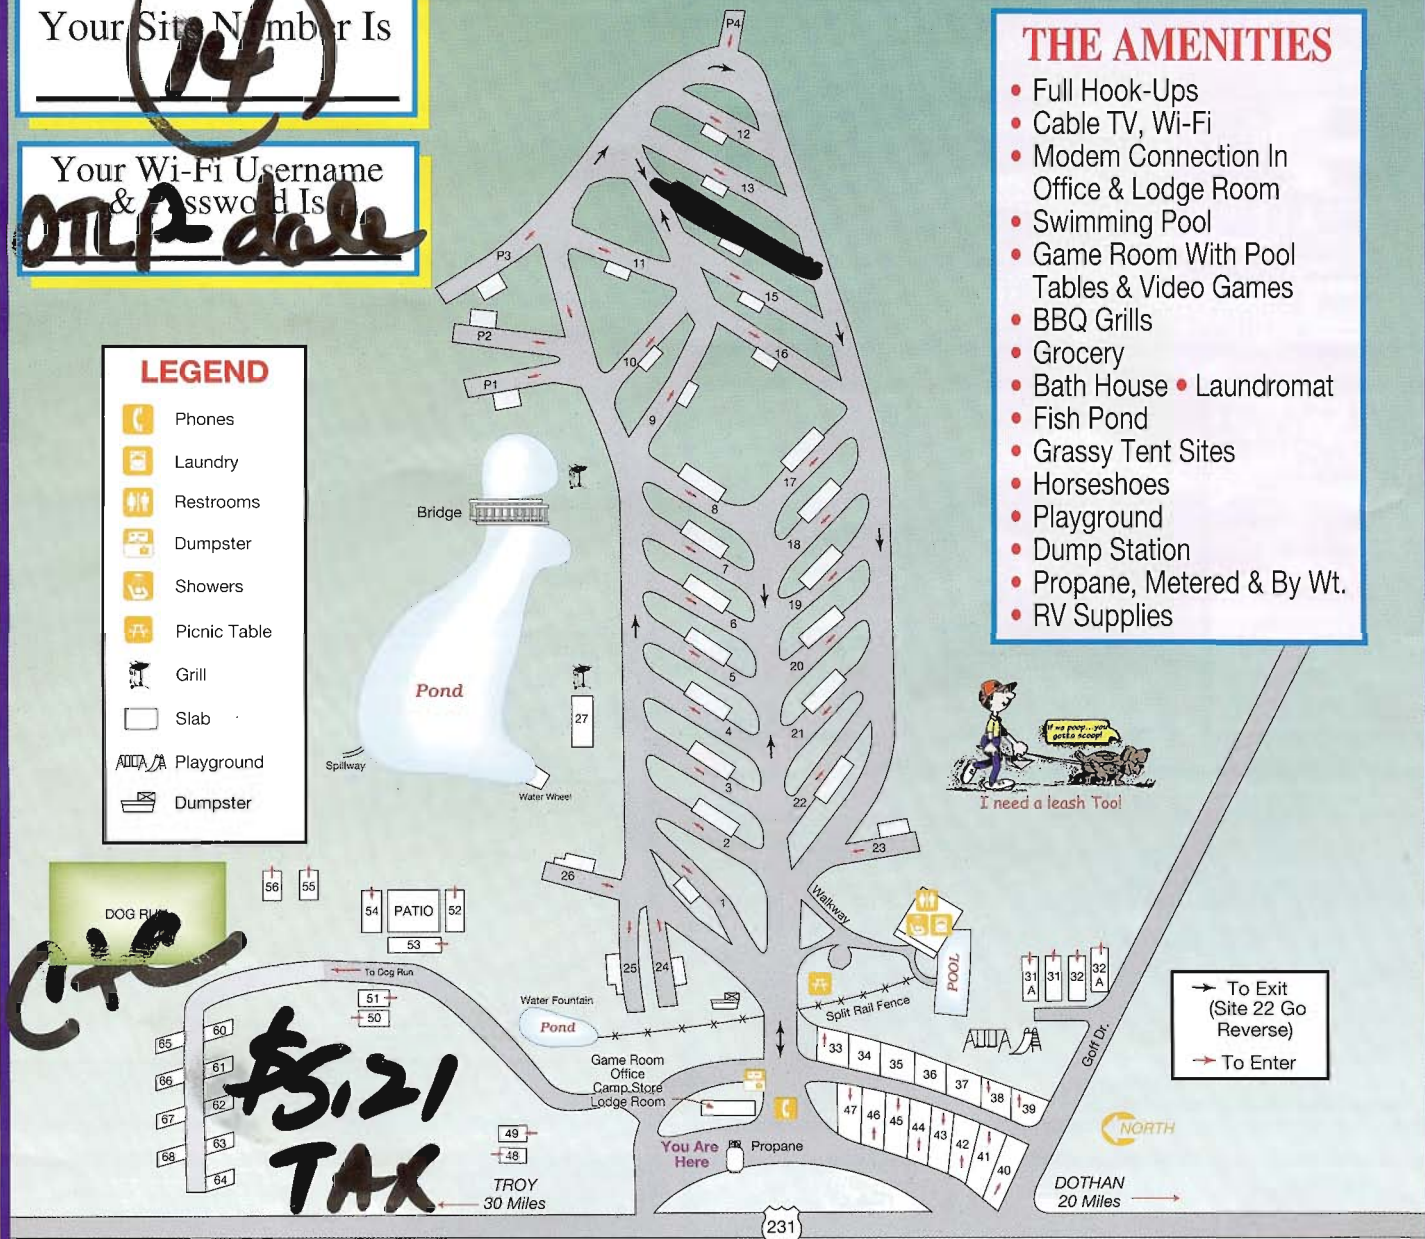 Your Site Number Is
14
Your Wi-Fi Username
& Password Is
OTLP2 dale
THE AMENITIES
• Full Hook-Ups
• Cable TV, Wi-Fi
• Modem Connection In
Office & Lodge Room
• Swimming Pool
• Game Room With Pool
Tables & Video Games
• BBQ Grills
• Grocery
• Bath House • Laundromat
• Fish Pond
• Grassy Tent Sites
• Horseshoes
• Playground
• Dump Station
• Propane, Metered & By Wt.
• RV Supplies
LEGEND
Phones
Laundry
Restrooms
Dumpster
Showers
Picnic Table
Grill
Slab
Playground
Dumpster
P4
12
13
P3
11
15
P2
16
10
P1
9
17
8
Bridge
18
7
19
6
20
5
Pond
27
4
21
3
22
Spillway
Water Wheel
2
23
26
1
Walkway
If we poop...you
gotta scoop!
I need a leash Too!
DOG RUN
56
55
54
PATIO
52
53
25
24
POOL
31
A
31
32
32
A
To Dog Run
51
50
Water Fountain
Pond
Split Rail Fence
Golf Dr.
To Exit
(Site 22 Go
Reverse)
To Enter
65
60
66
61
67
62
68
63
64
$5.21
TAX
Game Room
Office
Camp Store
Lodge Room
33
34
35
36
37
38
39
47
46
45
44
43
42
41
40
49
48
You Are
Here
Propane
NORTH
TROY
30 Miles
DOTHAN
20 Miles
231